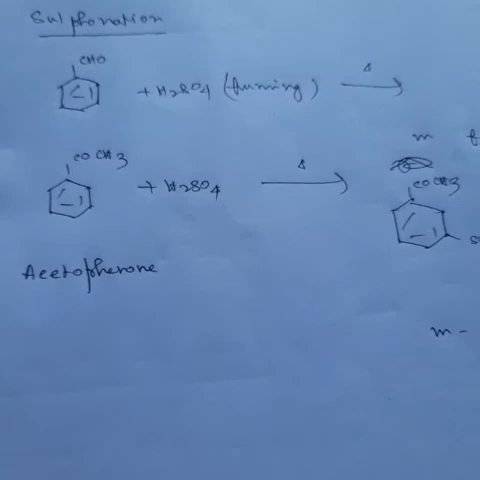 Sulphonation
CHO
+ H2SO4 (fuming) Δ
m
COCH3 Δ COCH3
+ H2SO4
Acetophenone
m-